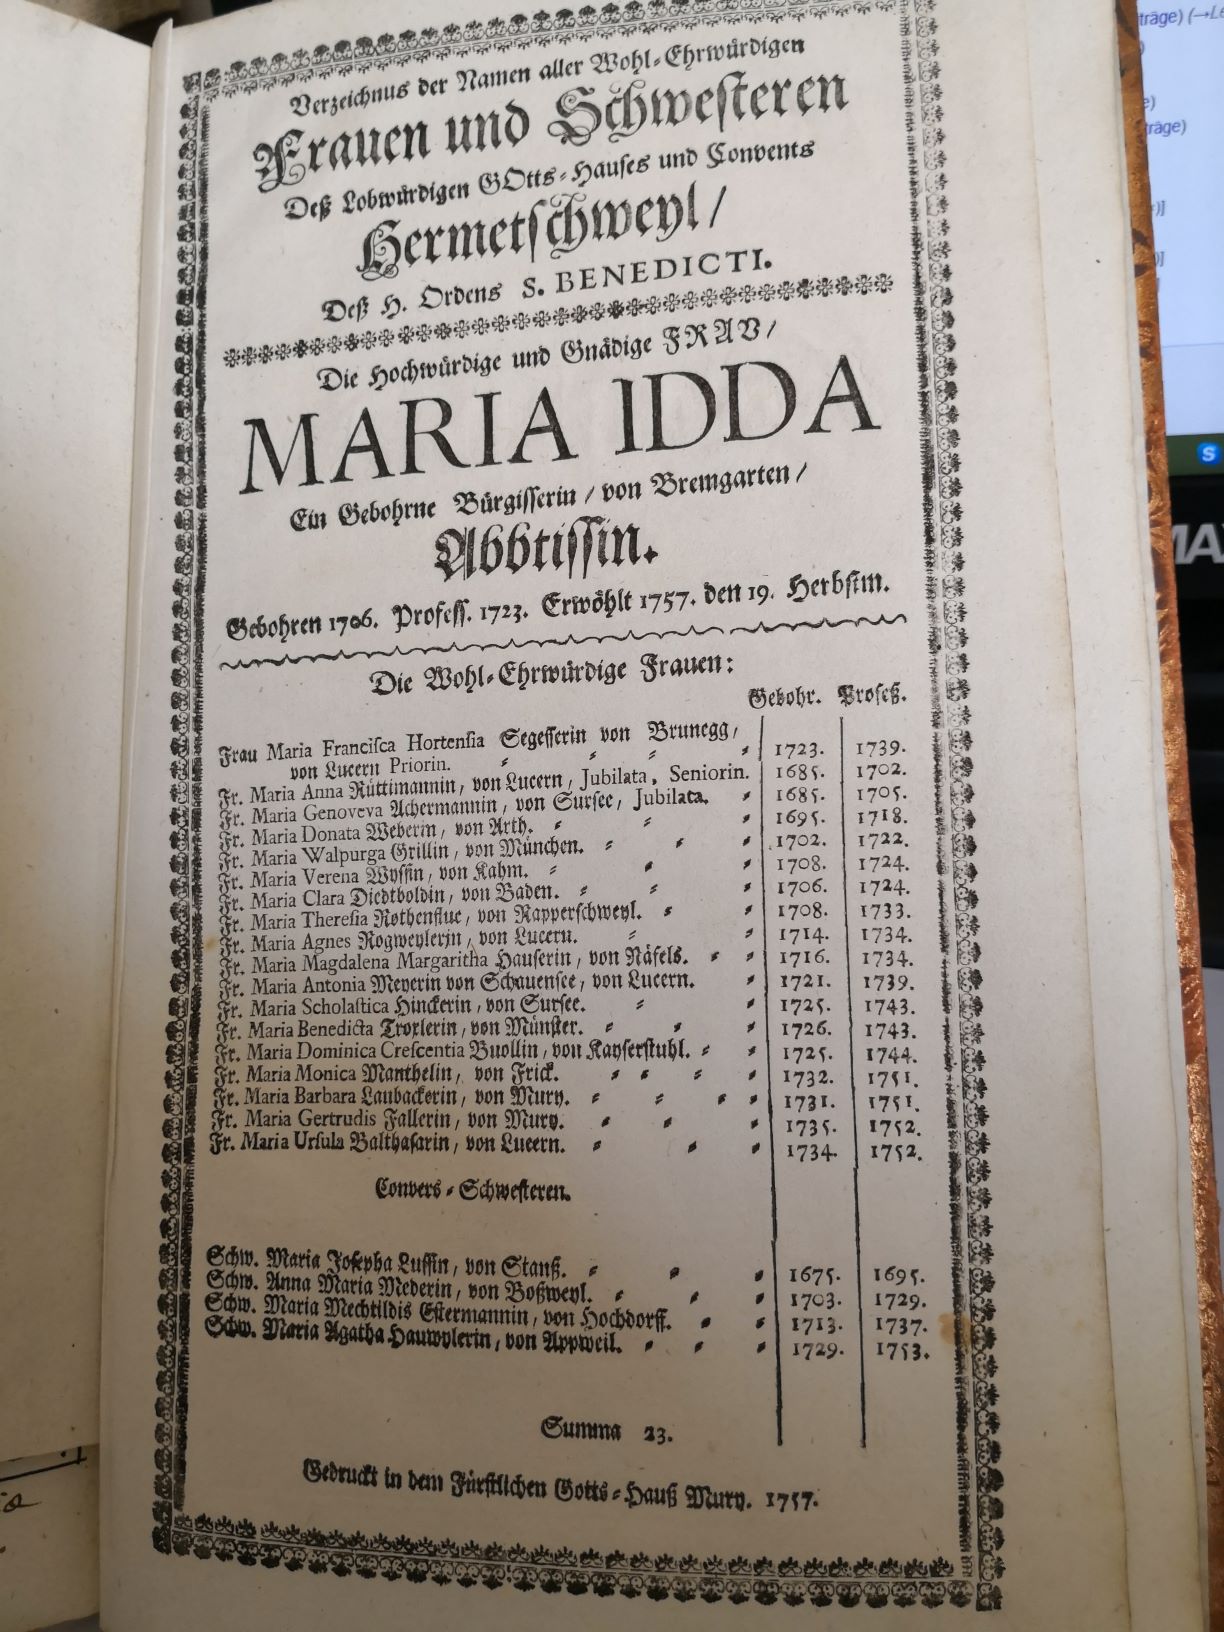 Verzeichnus der Namen aller Wohl-Ehrwürdigen
Frauen und Schwesteren
Deß Lobwürdigen GOtts-Hauses und Convents
Hermetschweyl /
Deß H. Ordens S. BENEDICTI.
Die Hochwürdige und Gnädige FRAV /
MARIA IDDA
Ein Gebohrne Bürgisserin / von Bremgarten /
Abbtissin.
Gebohren 1706. Profess. 1723. Erwöhlt 1757. den 19. Herbstm.
Die Wohl-Ehrwürdige Frauen:
Gebohr. Profeß.
Frau Maria Francisca Hortensia Segesserin von Brunegg,
von Lucern Priorin. 1723. 1739.
Fr. Maria Anna Rüttimannin, von Lucern, Jubilata, Seniorin. 1685. 1702.
Fr. Maria Genoveva Achermannin, von Sursee, Jubilata. 1685. 1705.
Fr. Maria Donata Weberin, von Arth. 1695. 1718.
Fr. Maria Walpurga Grillin, von München. 1702. 1722.
Fr. Maria Verena Wyssin, von Kahm. 1708. 1724.
Fr. Maria Clara Diedtboldin, von Baden. 1706. 1724.
Fr. Maria Theresia Rothenflue, von Rapperschweyl. 1708. 1733.
Fr. Maria Agnes Rogweylerin, von Lucern. 1714. 1734.
Fr. Maria Magdalena Margaritha Hauserin, von Näfels. 1716. 1734.
Fr. Maria Antonia Meyerin von Schauensee, von Lucern. 1721. 1739.
Fr. Maria Scholastica Hinckerin, von Sursee. 1725. 1743.
Fr. Maria Benedicta Troxlerin, von Münster. 1726. 1743.
Fr. Maria Dominica Crescentia Buollin, von Kayserstuhl. 1725. 1744.
Fr. Maria Monica Manthelin, von Frick. 1732. 1751.
Fr. Maria Barbara Laubackerin, von Mury. 1731. 1751.
Fr. Maria Gertrudis Fallerin, von Mury. 1735. 1752.
Fr. Maria Ursula Balthasarin, von Lucern. 1734. 1752.
Convers-Schwesteren.
Schw. Maria Josepha Lussin, von Stanß. 1675. 1695.
Schw. Anna Maria Mederin, von Boßweyl. 1703. 1729.
Schw. Maria Mechtildis Estermannin, von Hochdorff. 1713. 1737.
Schw. Maria Agatha Hauwylerin, von Appweil. 1729. 1753.
Summa 23.
Gedruckt in dem Fürstlichen Gotts-Hauß Mury. 1757.
träge)
träge)
S